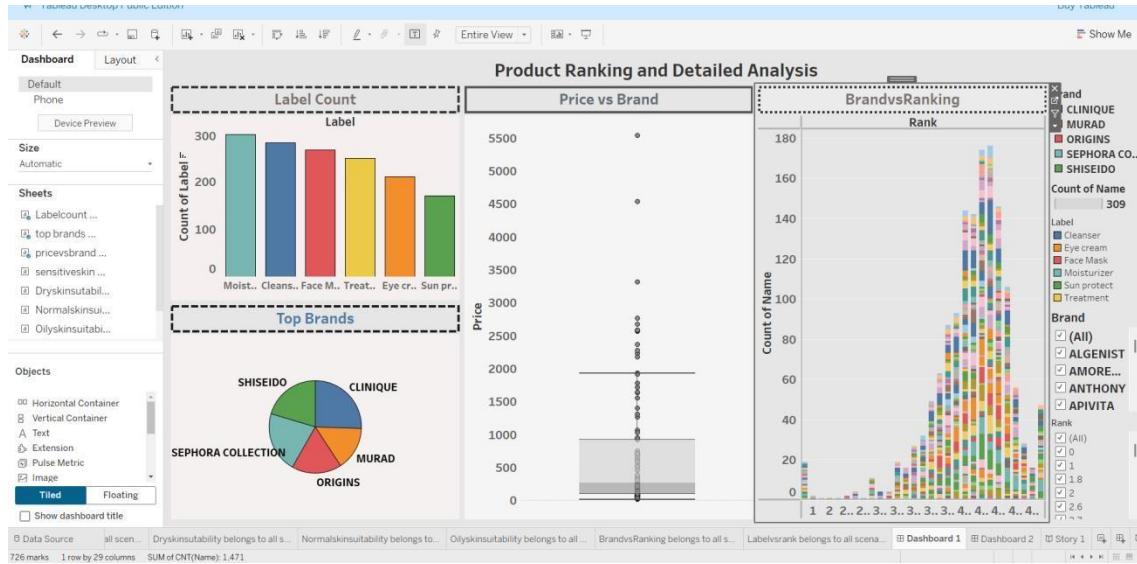 Tableau Desktop Public Edition
Buy Tableau
Entire View
Show Me
Dashboard
Layout
Default
Phone
Device Preview
Size
Automatic
Sheets
Labelcount ...
top brands ...
pricevsbrand ...
sensitiveskin ...
Dryskinsutabil...
Normalskinsui...
Oilyskinsuitabi...
Objects
Horizontal Container
Vertical Container
Text
Extension
Pulse Metric
Image
Tiled
Floating
Show dashboard title
Product Ranking and Detailed Analysis
Label Count
Label
Count of Label
300
200
100
0
Moist..
Cleans..
Face M..
Treat..
Eye cr..
Sun pr..
Top Brands
SHISEIDO
CLINIQUE
SEPHORA COLLECTION
MURAD
ORIGINS
Price vs Brand
Price
5500
5000
4500
4000
3500
3000
2500
2000
1500
1000
500
0
BrandvsRanking
Rank
Count of Name
180
160
140
120
100
80
60
40
20
0
1 2 2.. 2.. 3.. 3.. 3.. 3.. 3.. 4.. 4.. 4.. 4.. 4..
rand
CLINIQUE
MURAD
ORIGINS
SEPHORA CO..
SHISEIDO
Count of Name
309
Label
Cleanser
Eye cream
Face Mask
Moisturizer
Sun protect
Treatment
Brand
(All)
ALGENIST
AMORE...
ANTHONY
APIVITA
Rank
(All)
0
1
1.8
2
2.6
Data Source
all scen...
Dryskinsutability belongs to all s...
Normalskinsuitability belongs to...
Oilyskinsuitability belongs to all ...
BrandvsRanking belongs to all s...
Labelvsrank belongs to all scena...
Dashboard 1
Dashboard 2
Story 1
726 marks
1 row by 29 columns
SUM of CNT(Name): 1,471